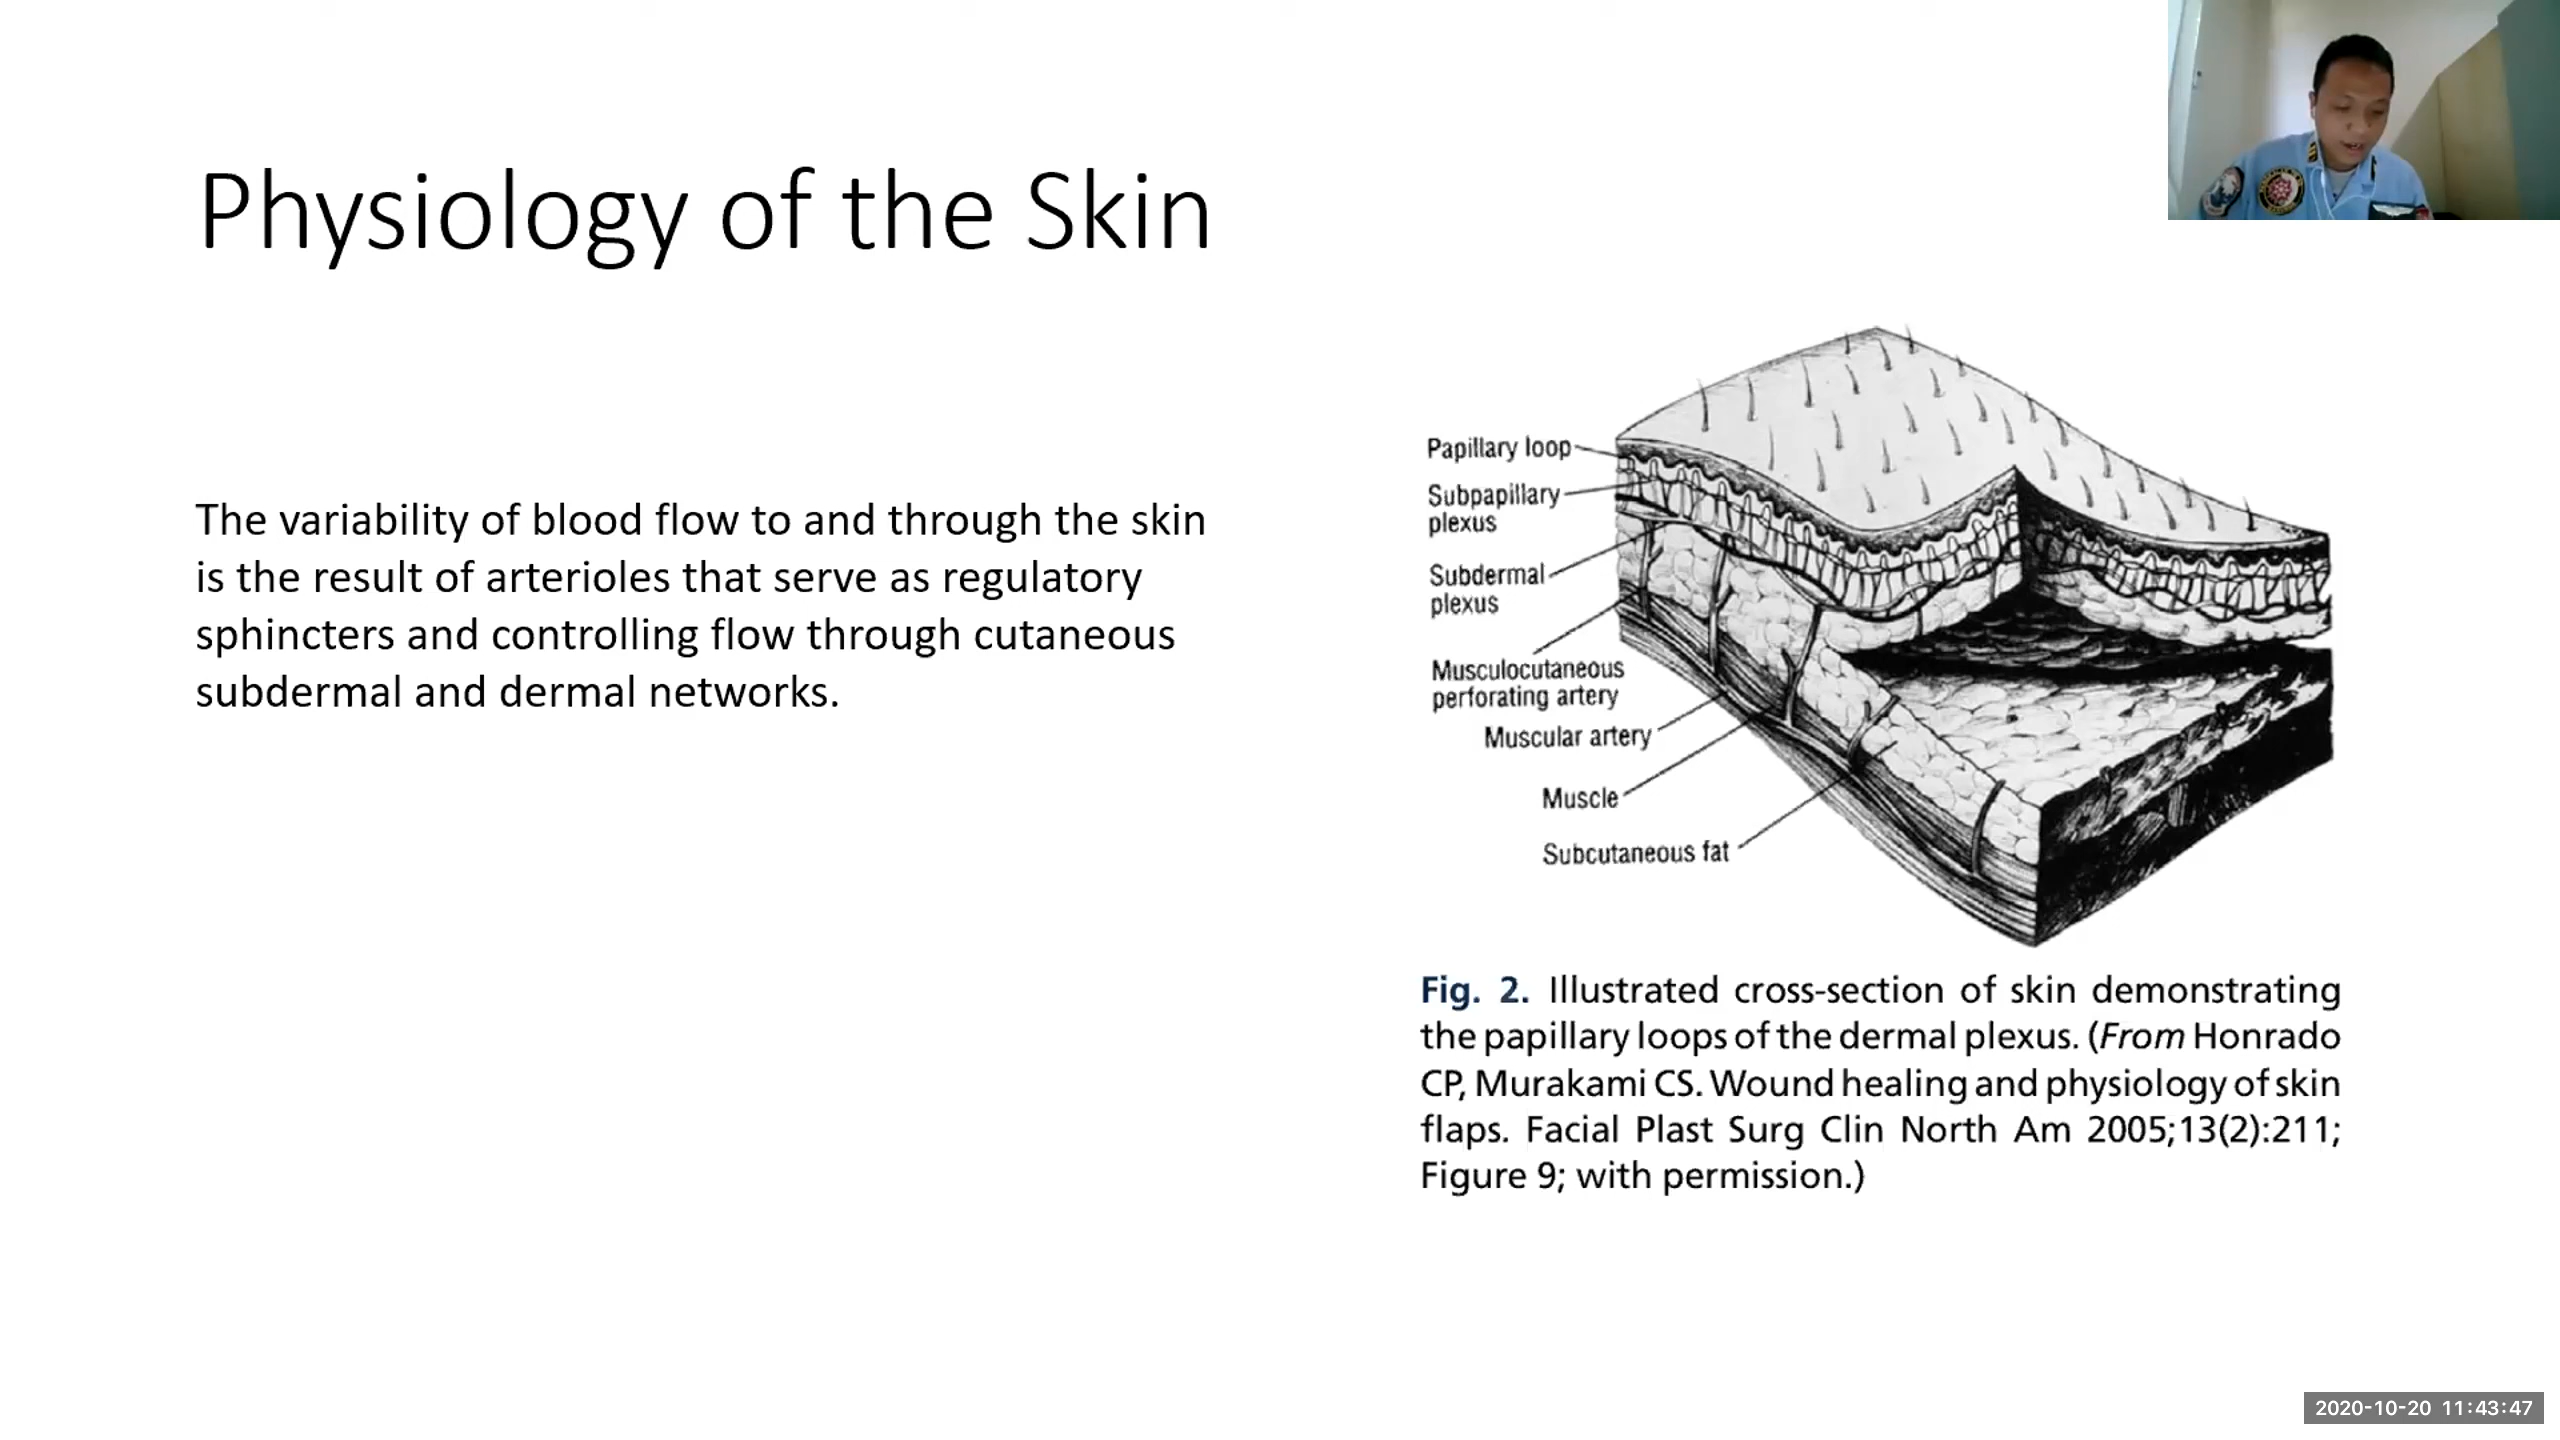 Physiology of the Skin
The variability of blood flow to and through the skin
is the result of arterioles that serve as regulatory
sphincters and controlling flow through cutaneous
subdermal and dermal networks.
Papillary loop
Subpapillary
plexus
Subdermal
plexus
Musculocutaneous
perforating artery
Muscular artery
Muscle
Subcutaneous fat
Fig. 2. Illustrated cross-section of skin demonstrating
the papillary loops of the dermal plexus. (From Honrado
CP, Murakami CS. Wound healing and physiology of skin
flaps. Facial Plast Surg Clin North Am 2005;13(2):211;
Figure 9; with permission.)
2020-10-20 11:43:47